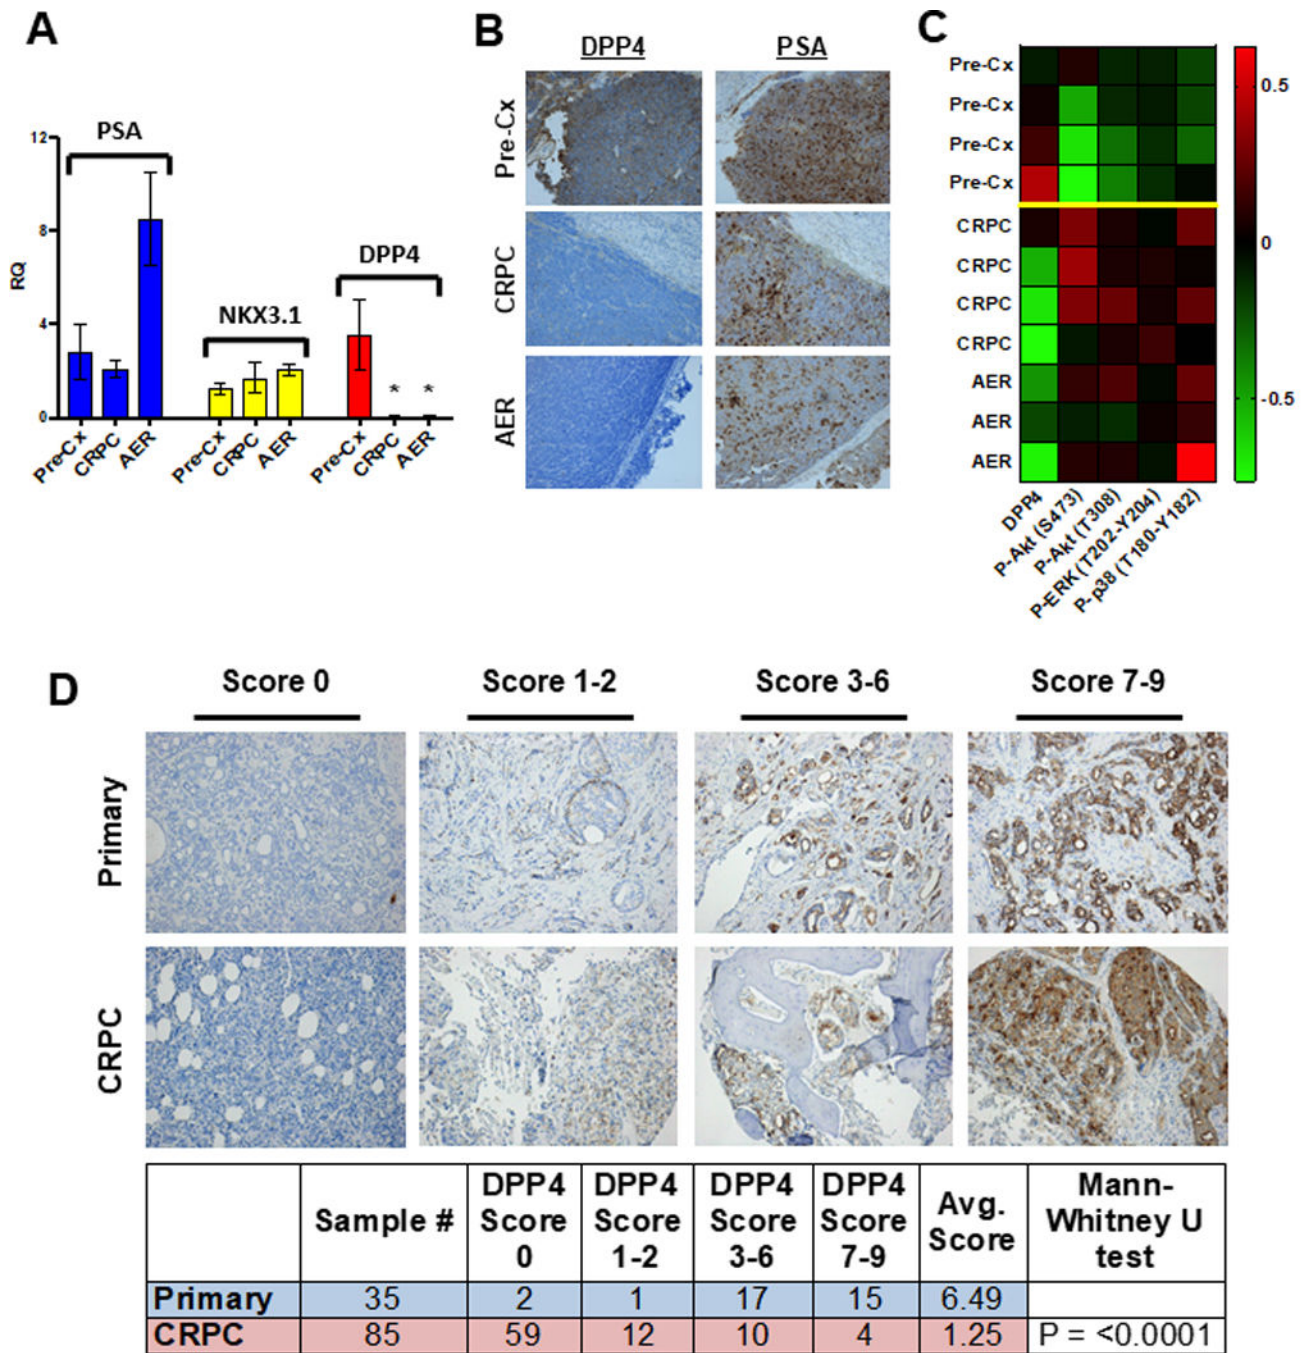 A
12
8
4
0
RQ
PSA
NKX3.1
DPP4
*
*
Pre-Cx
CRPC
AER
Pre-Cx
CRPC
AER
Pre-Cx
CRPC
AER
B
DPP4
PSA
Pre-Cx
CRPC
AER
C
Pre-Cx
Pre-Cx
Pre-Cx
Pre-Cx
CRPC
CRPC
CRPC
CRPC
AER
AER
AER
DPP4
P-Akt (S473)
P-Akt (T308)
P-ERK (T202-Y204)
P-p38 (T180-Y182)
0.5
0
-0.5
D
Score 0
Score 1-2
Score 3-6
Score 7-9
Primary
CRPC
Sample #
DPP4
Score
0
DPP4
Score
1-2
DPP4
Score
3-6
DPP4
Score
7-9
Avg.
Score
Mann-
Whitney U
test
Primary 35 2 1 17 15 6.49
CRPC 85 59 12 10 4 1.25 P = <0.0001